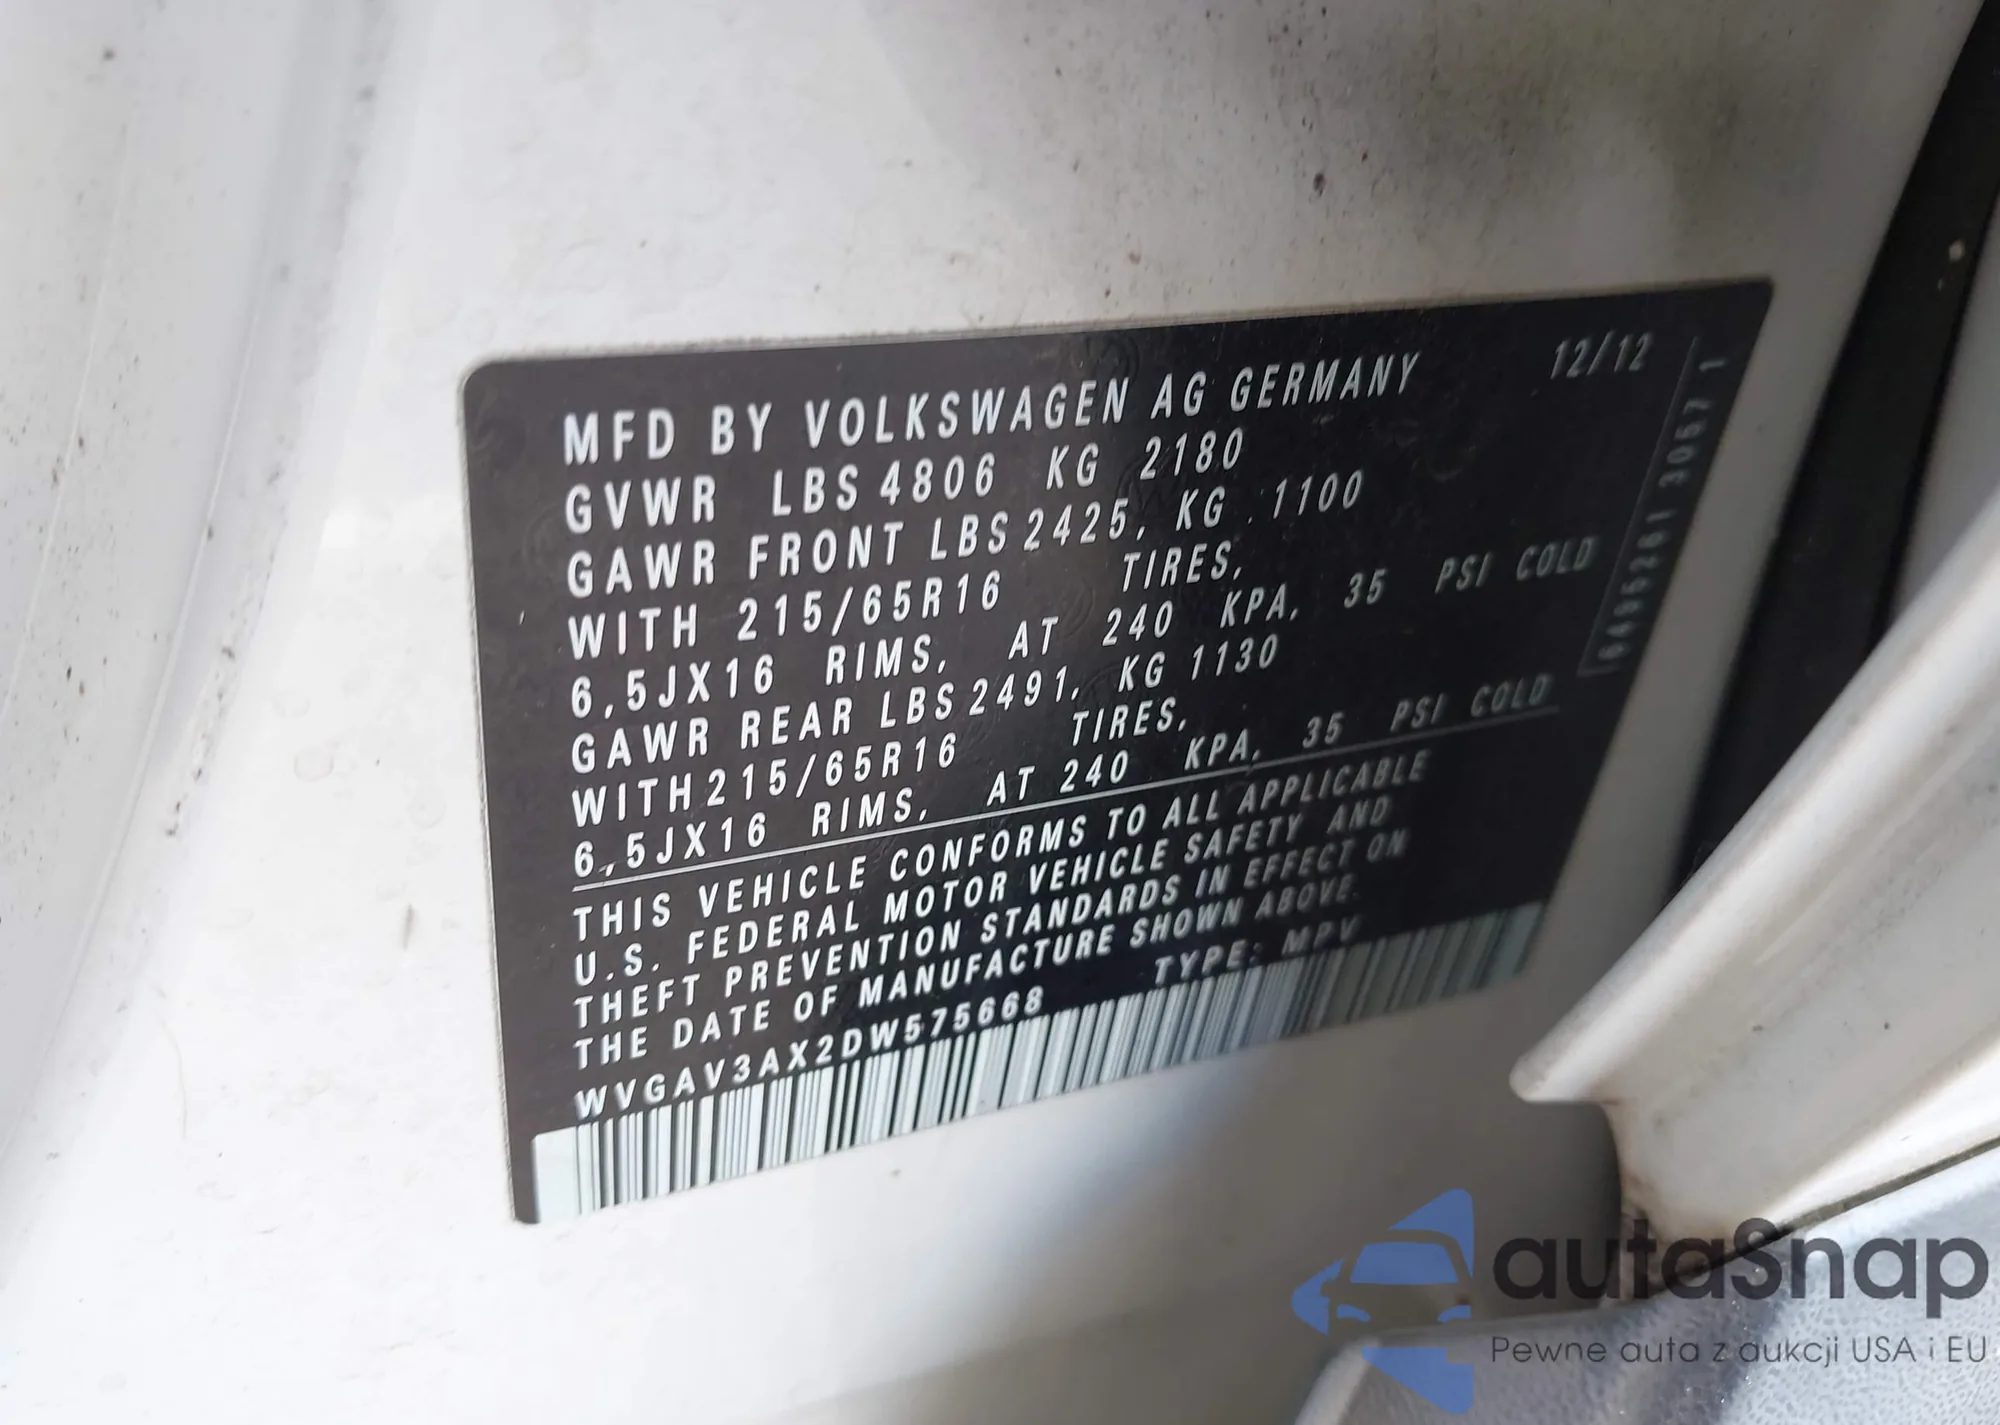 MFD BY VOLKSWAGEN AG GERMANY 12/12
GVWR LBS 4806 KG 2180
GAWR FRONT LBS 2425, KG 1100
WITH 215/65R16 TIRES,
6,5JX16 RIMS, AT 240 KPA, 35 PSI COLD
GAWR REAR LBS 2491, KG 1130
WITH 215/65R16 TIRES,
6,5JX16 RIMS, AT 240 KPA, 35 PSI COLD
THIS VEHICLE CONFORMS TO ALL APPLICABLE
U.S. FEDERAL MOTOR VEHICLE SAFETY AND
THEFT PREVENTION STANDARDS IN EFFECT ON
THE DATE OF MANUFACTURE SHOWN ABOVE.
WVGAV3AX2DW575668 TYPE: MPV
autaSnap
Pewne auta z aukcji USA i EU